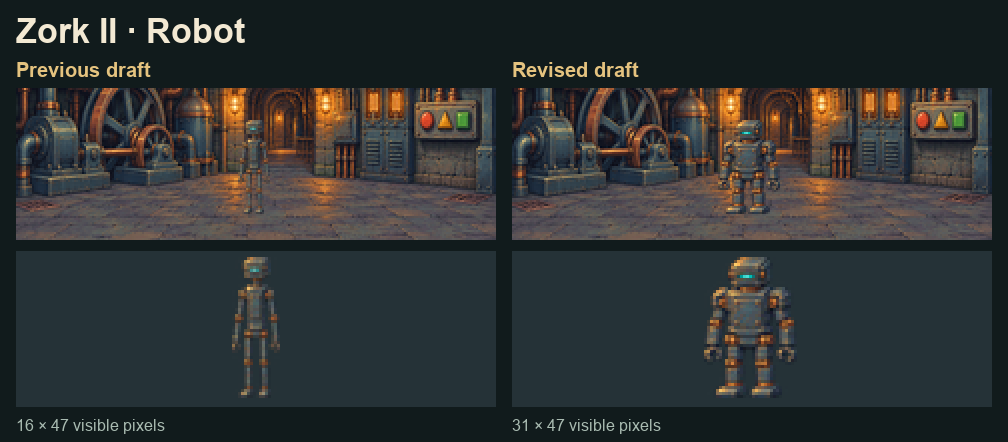 Zork II · Robot
Previous draft
Revised draft
16 × 47 visible pixels
31 × 47 visible pixels